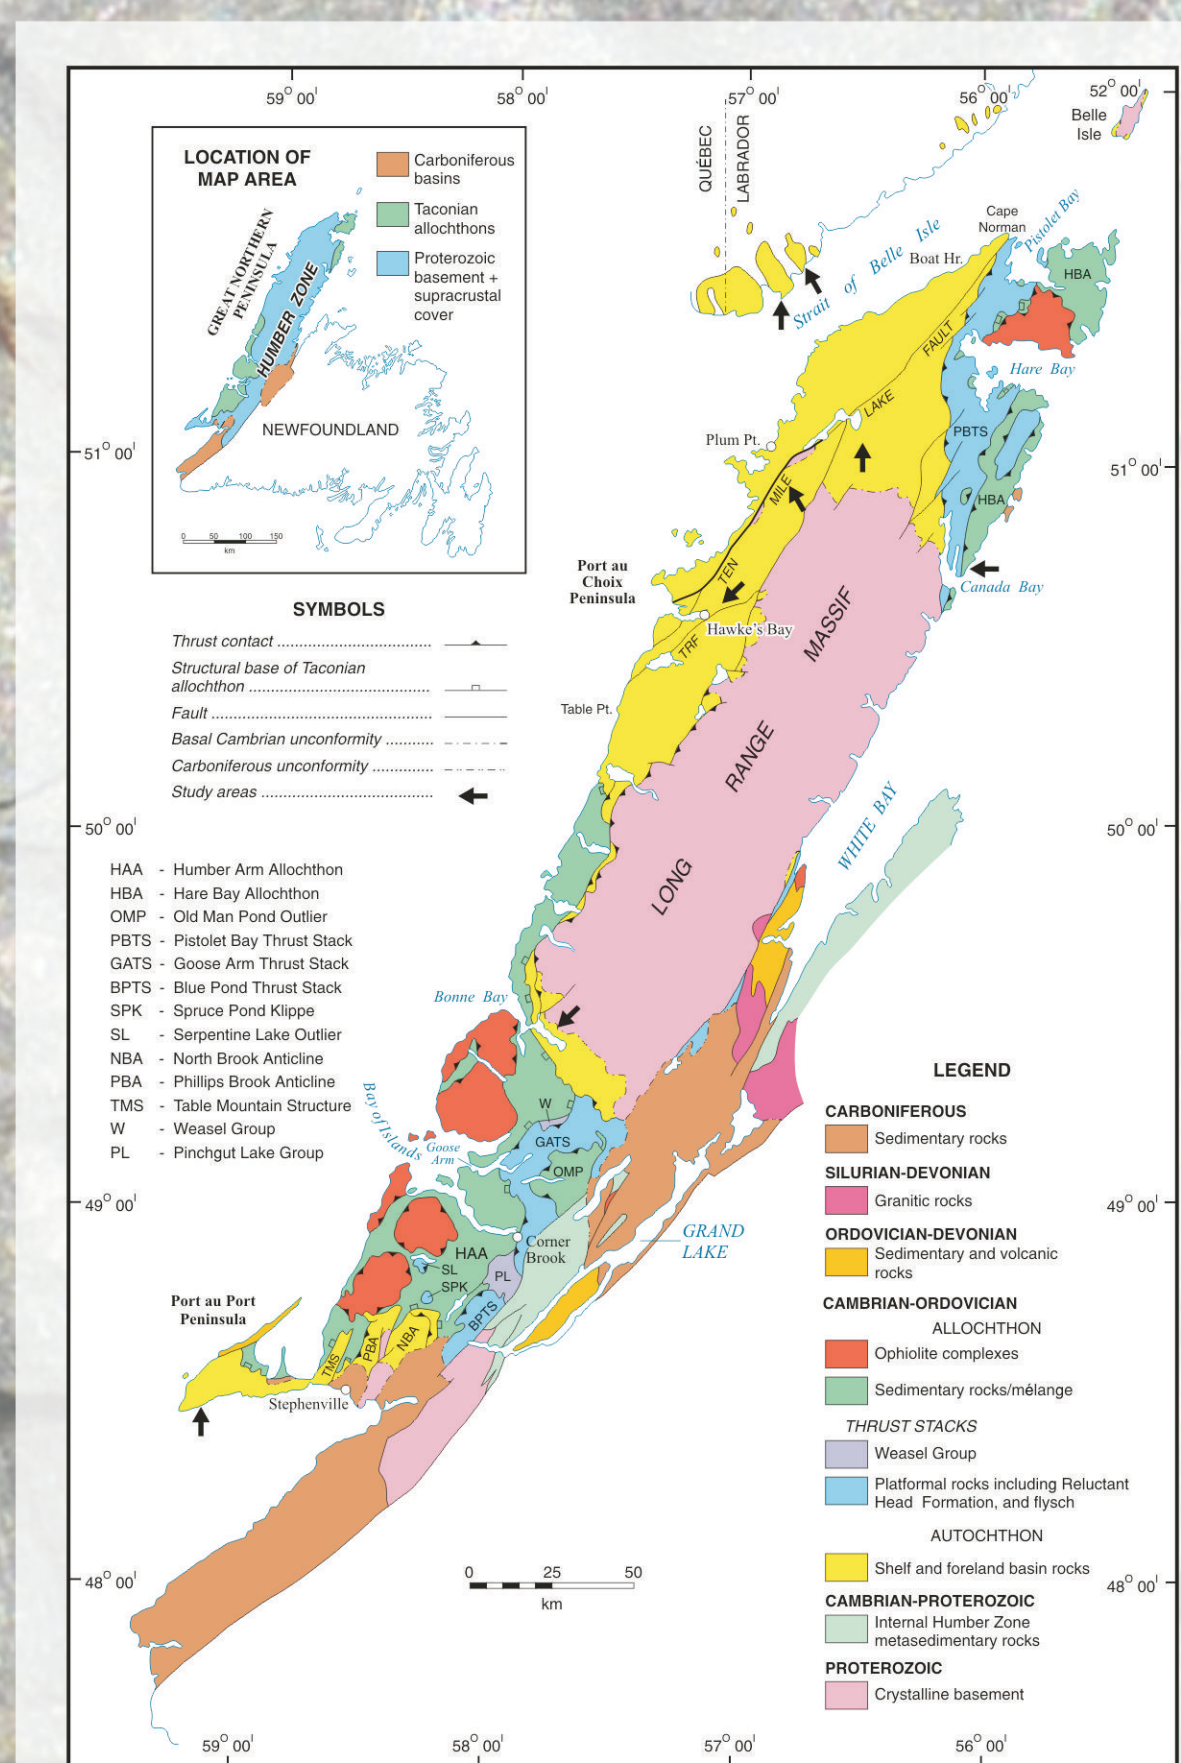 59° 00'
58° 00'
57° 00'
56° 00'
52° 00'
Belle
Isle
QUÉBEC
LABRADOR
LOCATION OF
MAP AREA
Carboniferous
basins
Taconian
allochthons
Proterozoic
basement +
supracrustal
cover
GREAT NORTHERN
PENINSULA
HUMBER ZONE
NEWFOUNDLAND
0 50 100 150
km
Cape
Norman
Pistolet Bay
Boat Hr.
Strait of Belle Isle
HBA
Hare Bay
FAULT
LAKE
MILE
TEN
Plum Pt.
PBTS
HBA
51° 00'
51° 00'
Canada Bay
Port au
Choix
Peninsula
Hawke's Bay
TRF
Table Pt.
LONG
RANGE
MASSIF
SYMBOLS
Thrust contact
Structural base of Taconian
allochthon
Fault
Basal Cambrian unconformity
Carboniferous unconformity
Study areas
50° 00'
50° 00'
WHITE BAY
HAA - Humber Arm Allochthon
HBA - Hare Bay Allochthon
OMP - Old Man Pond Outlier
PBTS - Pistolet Bay Thrust Stack
GATS - Goose Arm Thrust Stack
BPTS - Blue Pond Thrust Stack
SPK - Spruce Pond Klippe
SL - Serpentine Lake Outlier
NBA - North Brook Anticline
PBA - Phillips Brook Anticline
TMS - Table Mountain Structure
W - Weasel Group
PL - Pinchgut Lake Group
Bonne Bay
Bay of Islands
Goose
Arm
W
GATS
OMP
49° 00'
49° 00'
GRAND
LAKE
Corner
Brook
HAA
SL
SPK
PL
BPTS
NBA
PBA
TMS
Port au Port
Peninsula
Stephenville
48° 00'
48° 00'
0 25 50
km
LEGEND
CARBONIFEROUS
Sedimentary rocks
SILURIAN-DEVONIAN
Granitic rocks
ORDOVICIAN-DEVONIAN
Sedimentary and volcanic
rocks
CAMBRIAN-ORDOVICIAN
ALLOCHTHON
Ophiolite complexes
Sedimentary rocks/mélange
THRUST STACKS
Weasel Group
Platformal rocks including Reluctant
Head Formation, and flysch
AUTOCHTHON
Shelf and foreland basin rocks
CAMBRIAN-PROTEROZOIC
Internal Humber Zone
metasedimentary rocks
PROTEROZOIC
Crystalline basement
59° 00'
58° 00'
57° 00'
56° 00'